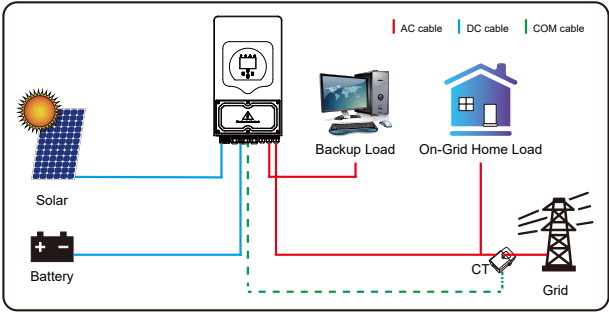 AC cable
DC cable
COM cable
Backup Load
On-Grid Home Load
Solar
Battery
CT
Grid